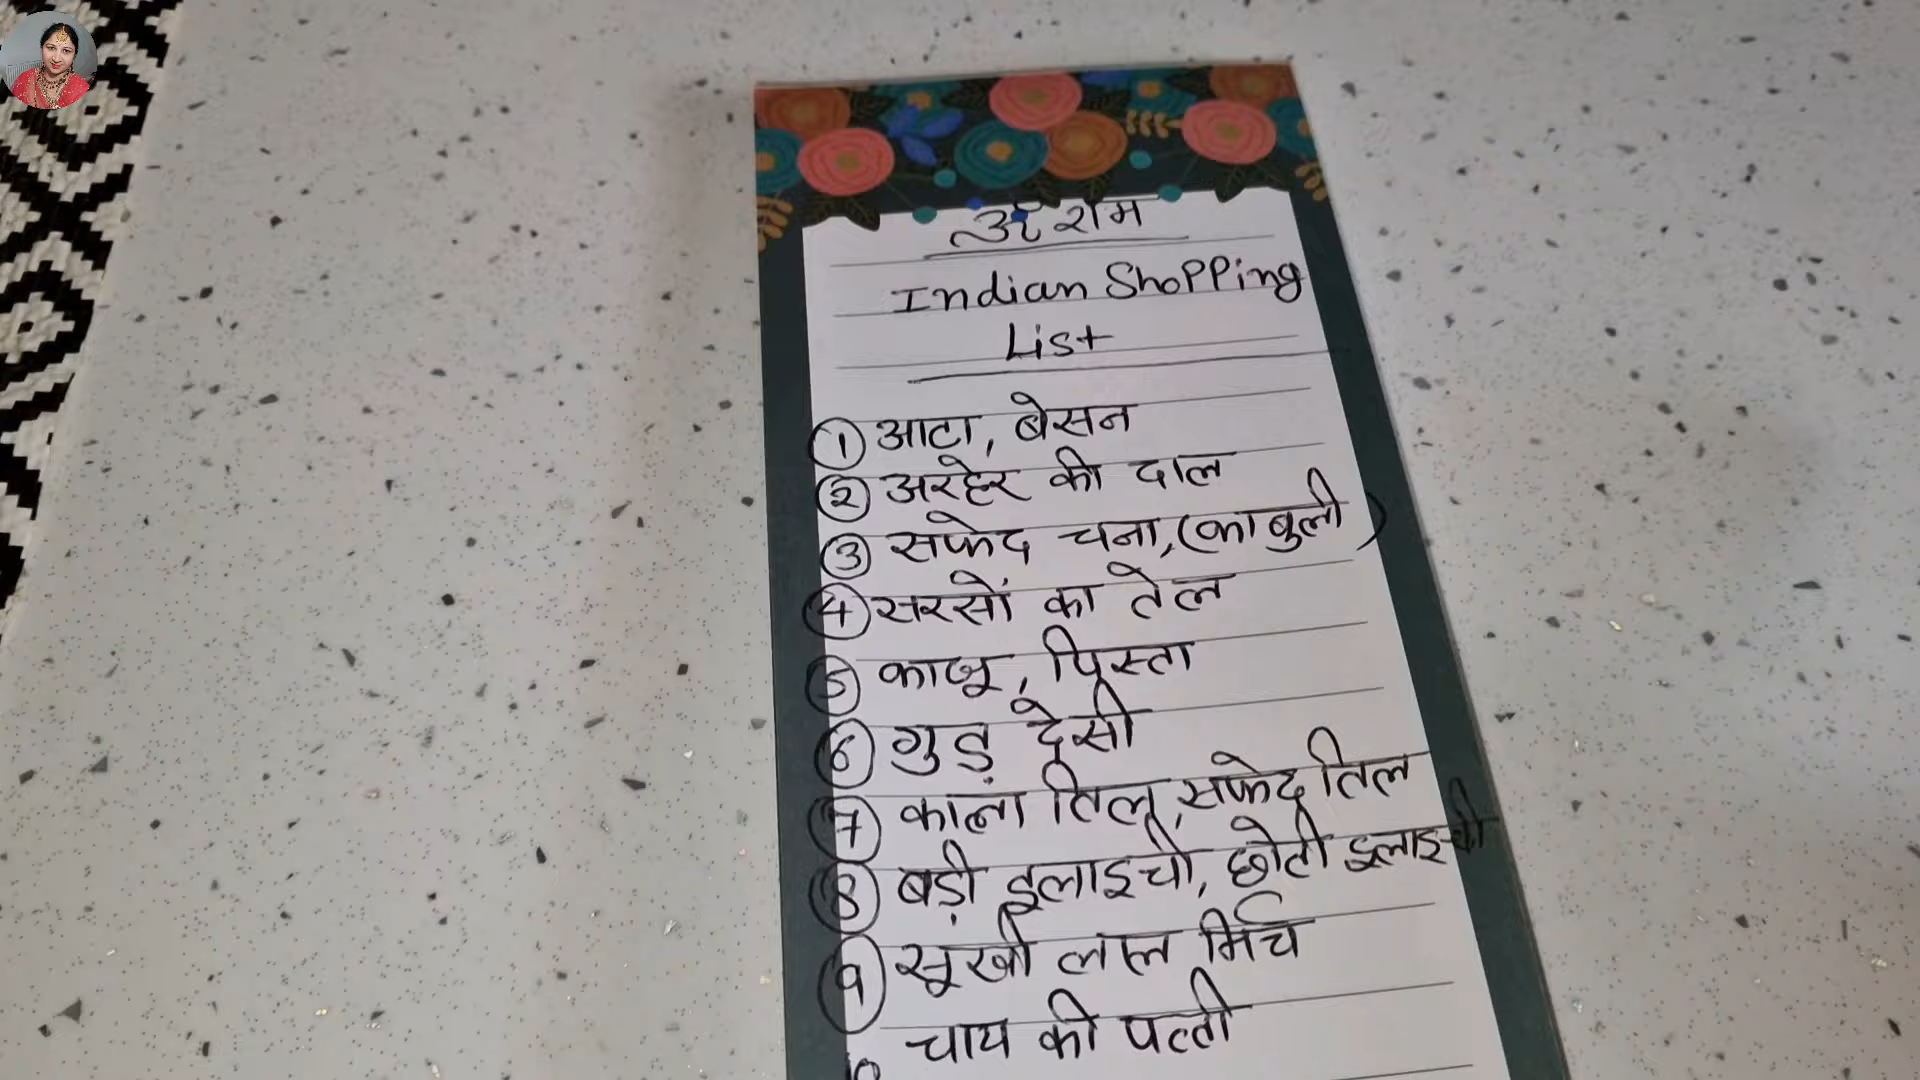 ॐ राम
Indian Shopping
List
① आटा, बेसन
② अरहेर की दाल
③ सफेद चना, (काबुली)
④ सरसों का तेल
⑤ काजू, पिस्ता
⑥ गुड़ देसी
⑦ काला तिल, सफेद तिल
⑧ बड़ी इलाइची, छोटी इलाइची
⑨ सूखी लाल मिर्च
चाय की पत्ती